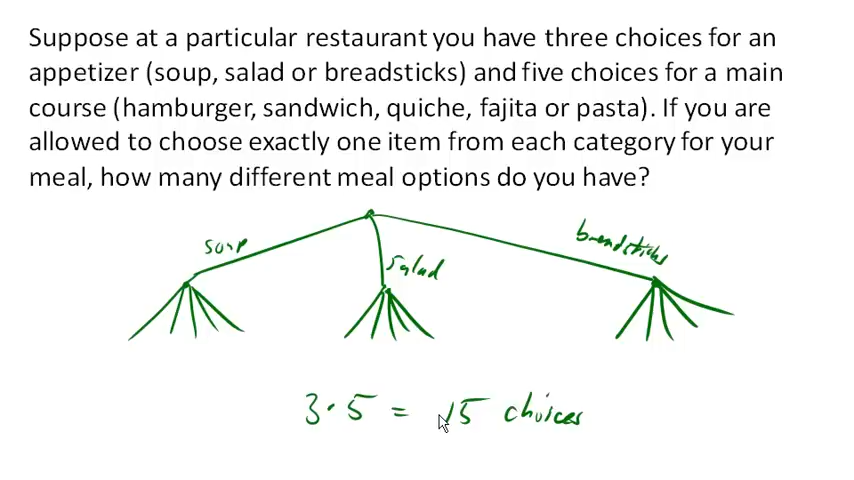 Suppose at a particular restaurant you have three choices for an
appetizer (soup, salad or breadsticks) and five choices for a main
course (hamburger, sandwich, quiche, fajita or pasta). If you are
allowed to choose exactly one item from each category for your
meal, how many different meal options do you have?
soup
salad
breadsticks
3 · 5 = 15 choices